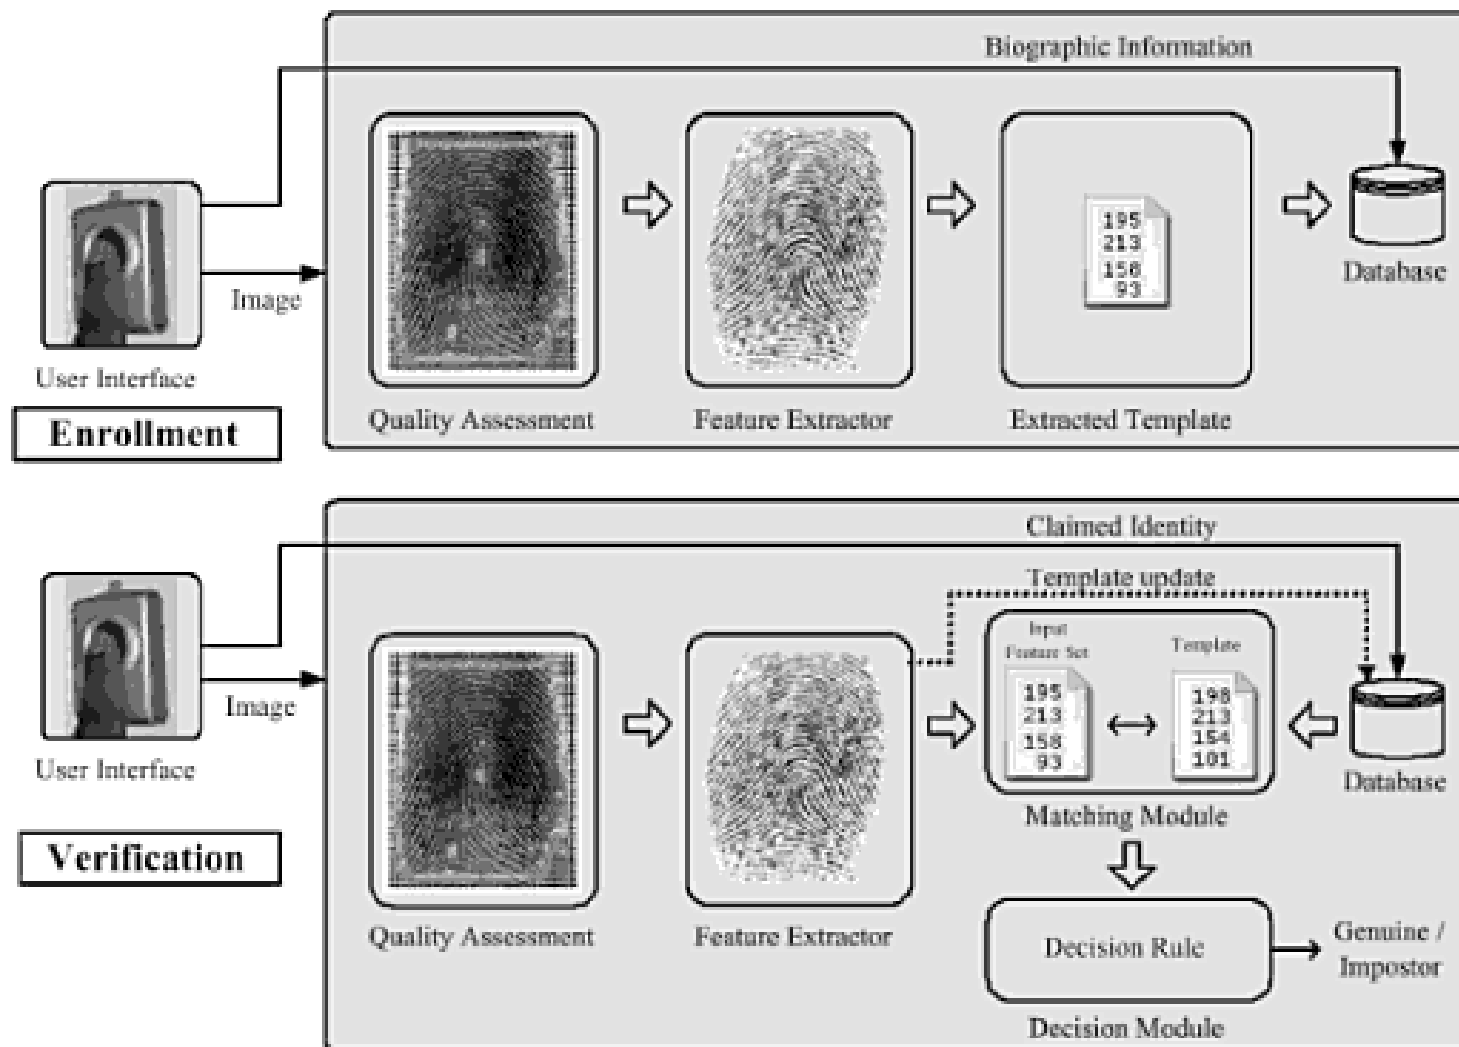 Biographic Information
195
213
158
93
Database
Image
User Interface
Quality Assessment
Feature Extractor
Extracted Template
Enrollment
Claimed Identity
Template update
Input
Feature Set
Template
195
213
158
93
198
213
154
101
Image
User Interface
Database
Matching Module
Verification
Quality Assessment
Feature Extractor
Decision Rule
Genuine /
Impostor
Decision Module